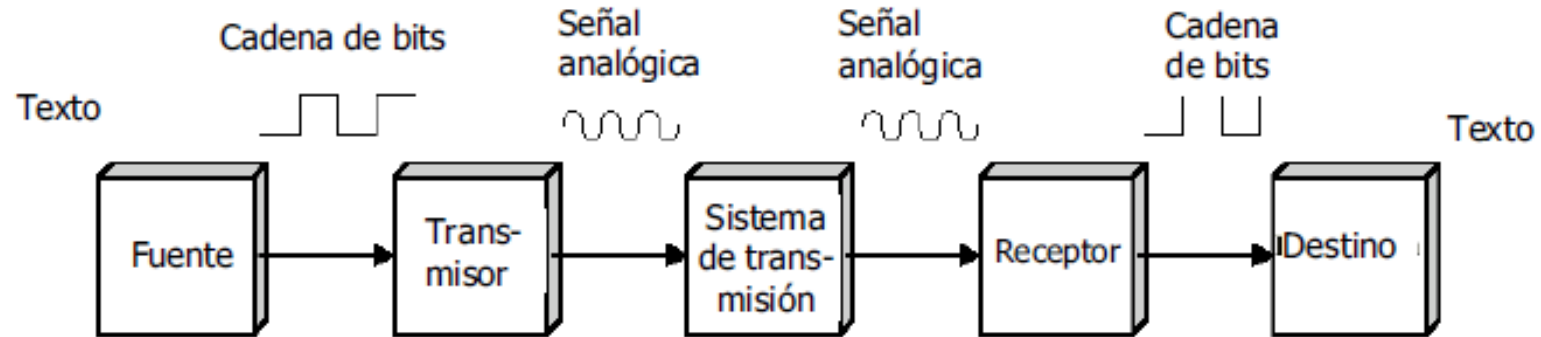 Texto
Cadena de bits
Señal
analógica
Señal
analógica
Cadena
de bits
Texto
Fuente
Trans-
misor
Sistema
de trans-
misión
Receptor
Destino